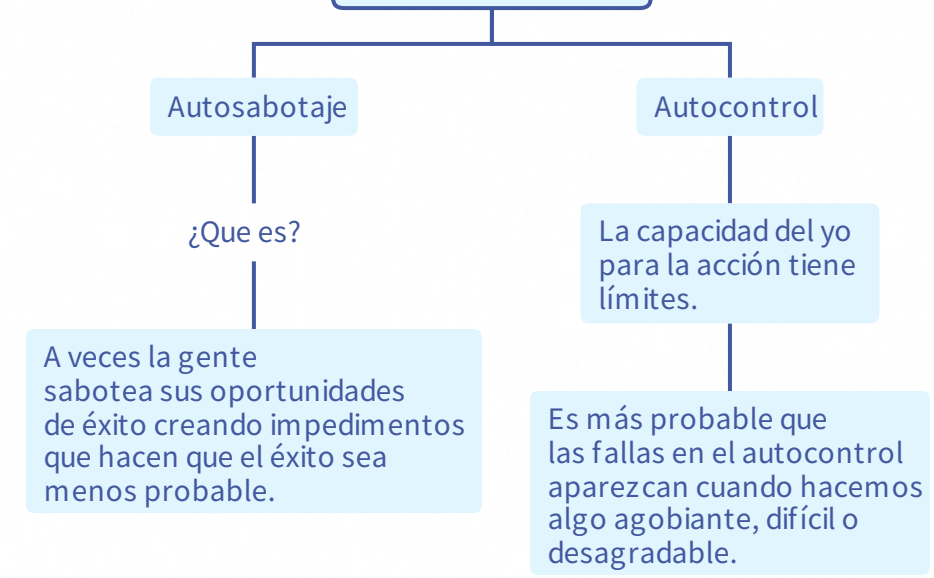 Autosabotaje
¿Que es?
A veces la gente
sabotea sus oportunidades
de éxito creando impedimentos
que hacen que el éxito sea
menos probable.
Autocontrol
La capacidad del yo
para la acción tiene
límites.
Es más probable que
las fallas en el autocontrol
aparezcan cuando hacemos
algo agobiante, difícil o
desagradable.